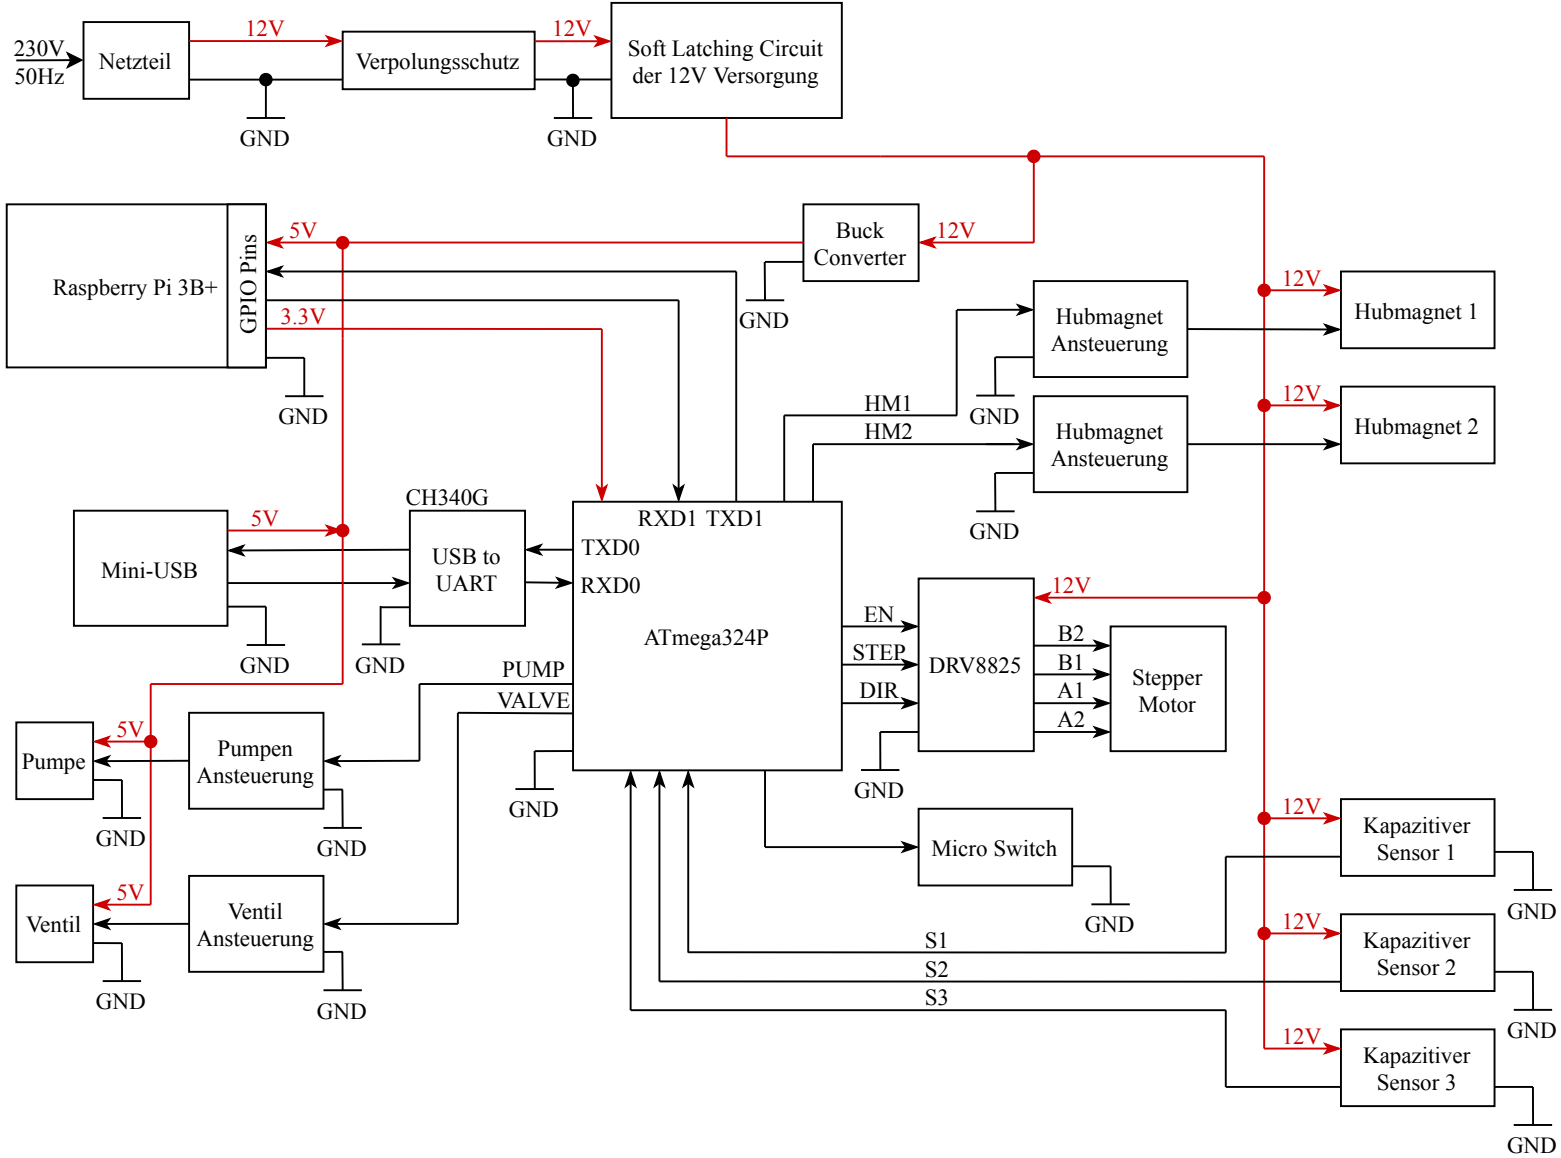 230V
50Hz
Netzteil
12V
GND
Verpolungsschutz
12V
GND
Soft Latching Circuit
der 12V Versorgung
Raspberry Pi 3B+
GPIO Pins
5V
3.3V
GND
Buck
Converter
12V
GND
Hubmagnet
Ansteuerung
GND
12V
Hubmagnet 1
HM1
HM2
Hubmagnet
Ansteuerung
GND
12V
Hubmagnet 2
Mini-USB
5V
GND
CH340G
USB to
UART
GND
RXD1 TXD1
TXD0
RXD0
ATmega324P
PUMP
VALVE
GND
EN
STEP
DIR
DRV8825
12V
GND
B2
B1
A1
A2
Stepper
Motor
Pumpe
5V
GND
Pumpen
Ansteuerung
GND
Ventil
5V
GND
Ventil
Ansteuerung
GND
Micro Switch
GND
S1
S2
S3
12V
Kapazitiver
Sensor 1
GND
12V
Kapazitiver
Sensor 2
GND
12V
Kapazitiver
Sensor 3
GND